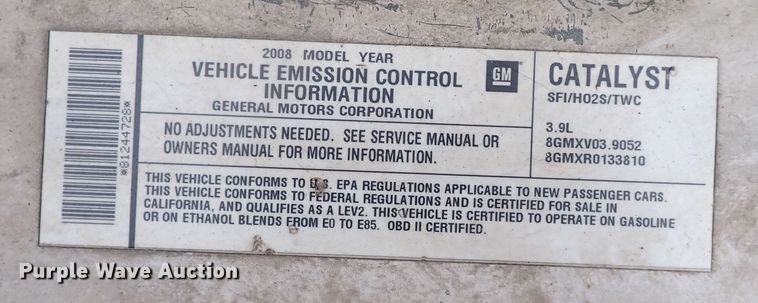 *81244728*
2008 MODEL YEAR
VEHICLE EMISSION CONTROL
INFORMATION
GENERAL MOTORS CORPORATION
GM
CATALYST
SFI/HO2S/TWC
NO ADJUSTMENTS NEEDED. SEE SERVICE MANUAL OR
OWNERS MANUAL FOR MORE INFORMATION.
3.9L
8GMXV03.9052
8GMXR0133810
THIS VEHICLE CONFORMS TO U.S. EPA REGULATIONS APPLICABLE TO NEW PASSENGER CARS.
THIS VEHICLE CONFORMS TO FEDERAL REGULATIONS AND IS CERTIFIED FOR SALE IN
CALIFORNIA, AND QUALIFIES AS A LEV2. THIS VEHICLE IS CERTIFIED TO OPERATE ON GASOLINE
OR ON ETHANOL BLENDS FROM E0 TO E85. OBD II CERTIFIED.
Purple Wave Auction